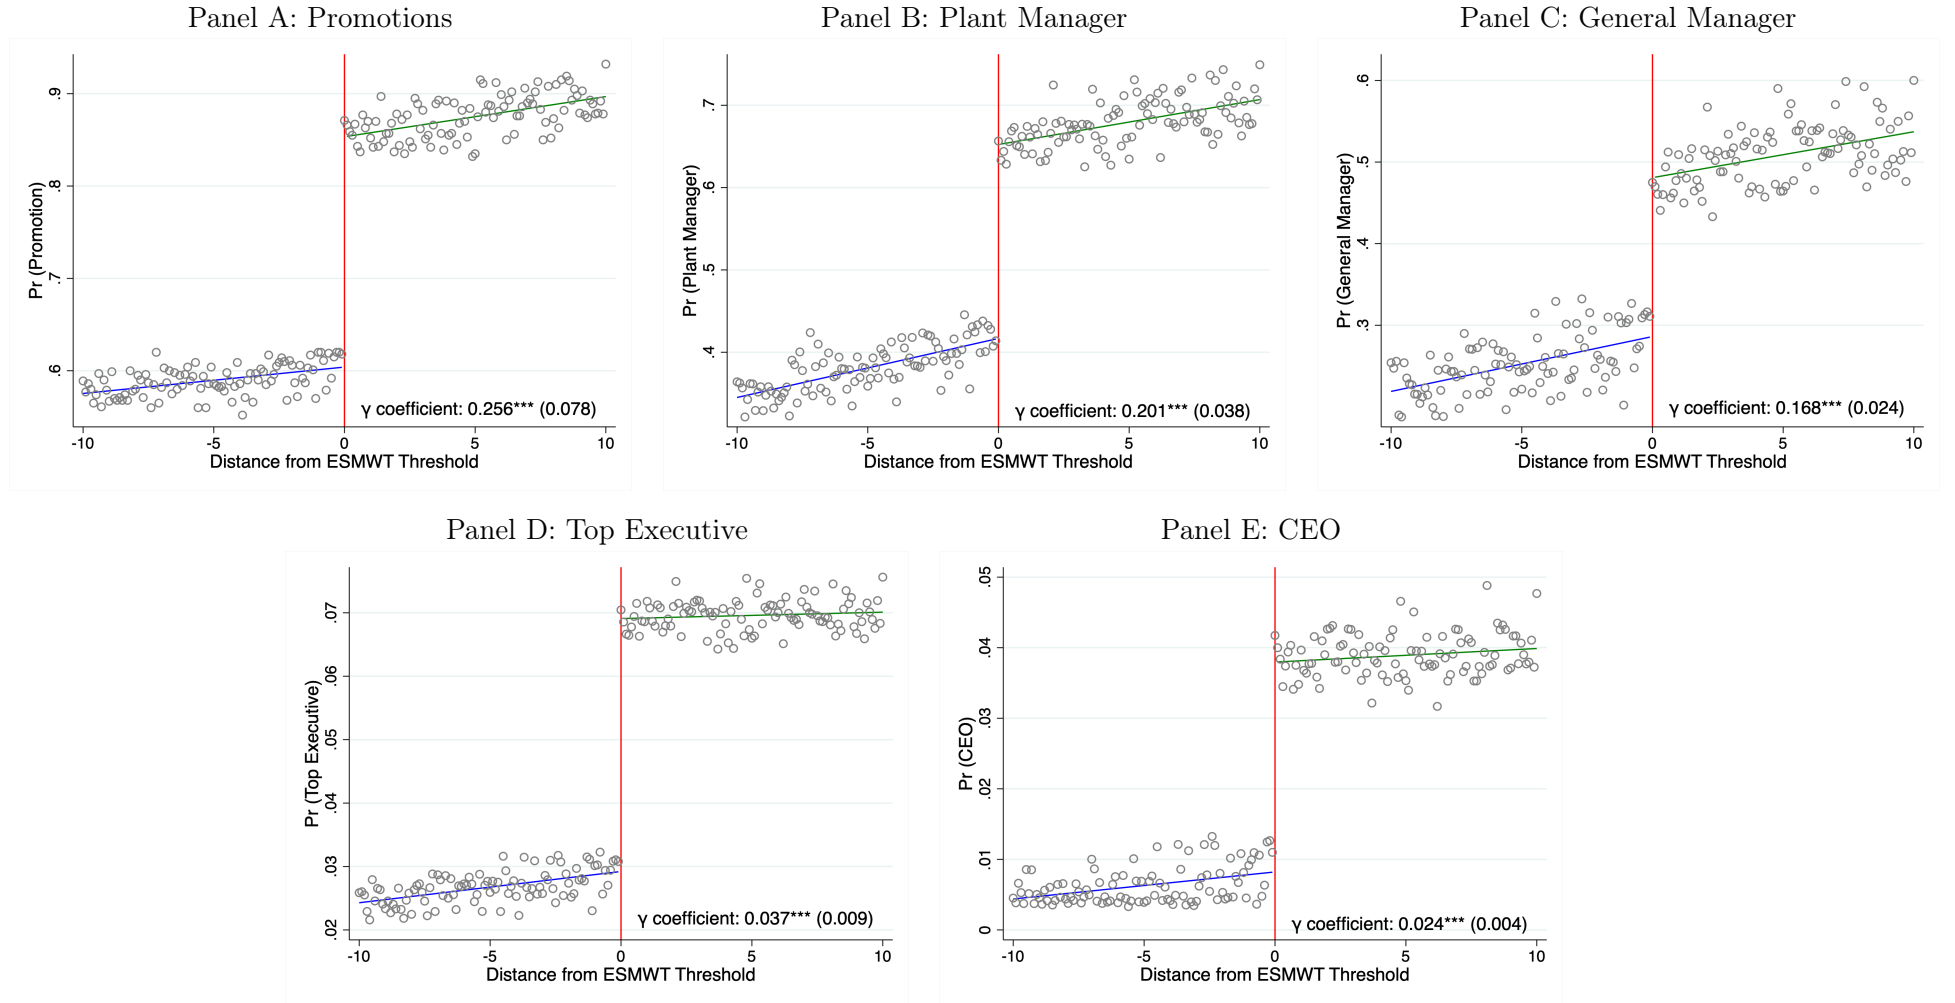 Panel A: Promotions
Pr (Promotion)
.9
.8
.7
.6
γ coefficient: 0.256*** (0.078)
-10 -5 0 5 10
Distance from ESMWT Threshold
Panel B: Plant Manager
Pr (Plant Manager)
.7
.6
.5
.4
γ coefficient: 0.201*** (0.038)
-10 -5 0 5 10
Distance from ESMWT Threshold
Panel C: General Manager
Pr (General Manager)
.6
.5
.4
.3
γ coefficient: 0.168*** (0.024)
-10 -5 0 5 10
Distance from ESMWT Threshold
Panel D: Top Executive
Pr (Top Executive)
.07
.06
.05
.04
.03
.02
γ coefficient: 0.037*** (0.009)
-10 -5 0 5 10
Distance from ESMWT Threshold
Panel E: CEO
Pr (CEO)
.05
.04
.03
.02
.01
0
γ coefficient: 0.024*** (0.004)
-10 -5 0 5 10
Distance from ESMWT Threshold